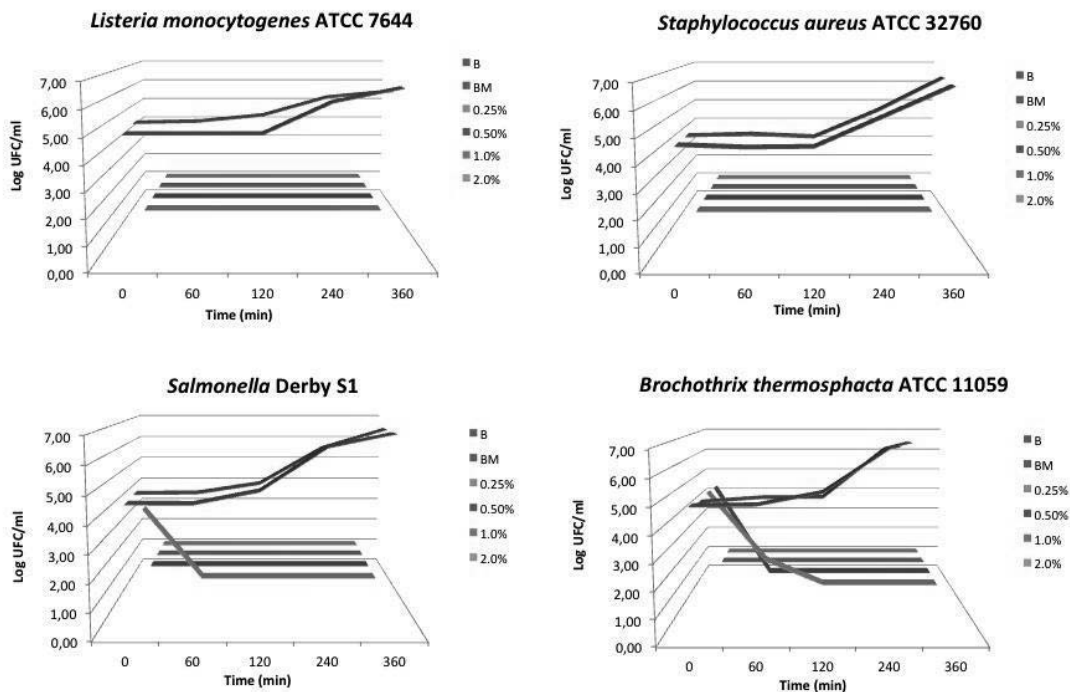 Listeria monocytogenes ATCC 7644
Log UFC/ml
7,00
6,00
5,00
4,00
3,00
2,00
1,00
0,00
0 60 120 240 360
Time (min)
B
BM
0.25%
0.50%
1.0%
2.0%
Staphylococcus aureus ATCC 32760
Log UFC/ml
7,00
6,00
5,00
4,00
3,00
2,00
1,00
0,00
0 60 120 240 360
Time (min)
B
BM
0.25%
0.50%
1.0%
2.0%
Salmonella Derby S1
Log UFC/ml
7,00
6,00
5,00
4,00
3,00
2,00
1,00
0,00
0 60 120 240 360
Time (min)
B
BM
0.25%
0.50%
1.0%
2.0%
Brochothrix thermosphacta ATCC 11059
Log UFC/ml
7,00
6,00
5,00
4,00
3,00
2,00
1,00
0,00
0 60 120 240 360
Time (min)
B
BM
0.25%
0.50%
1.0%
2.0%